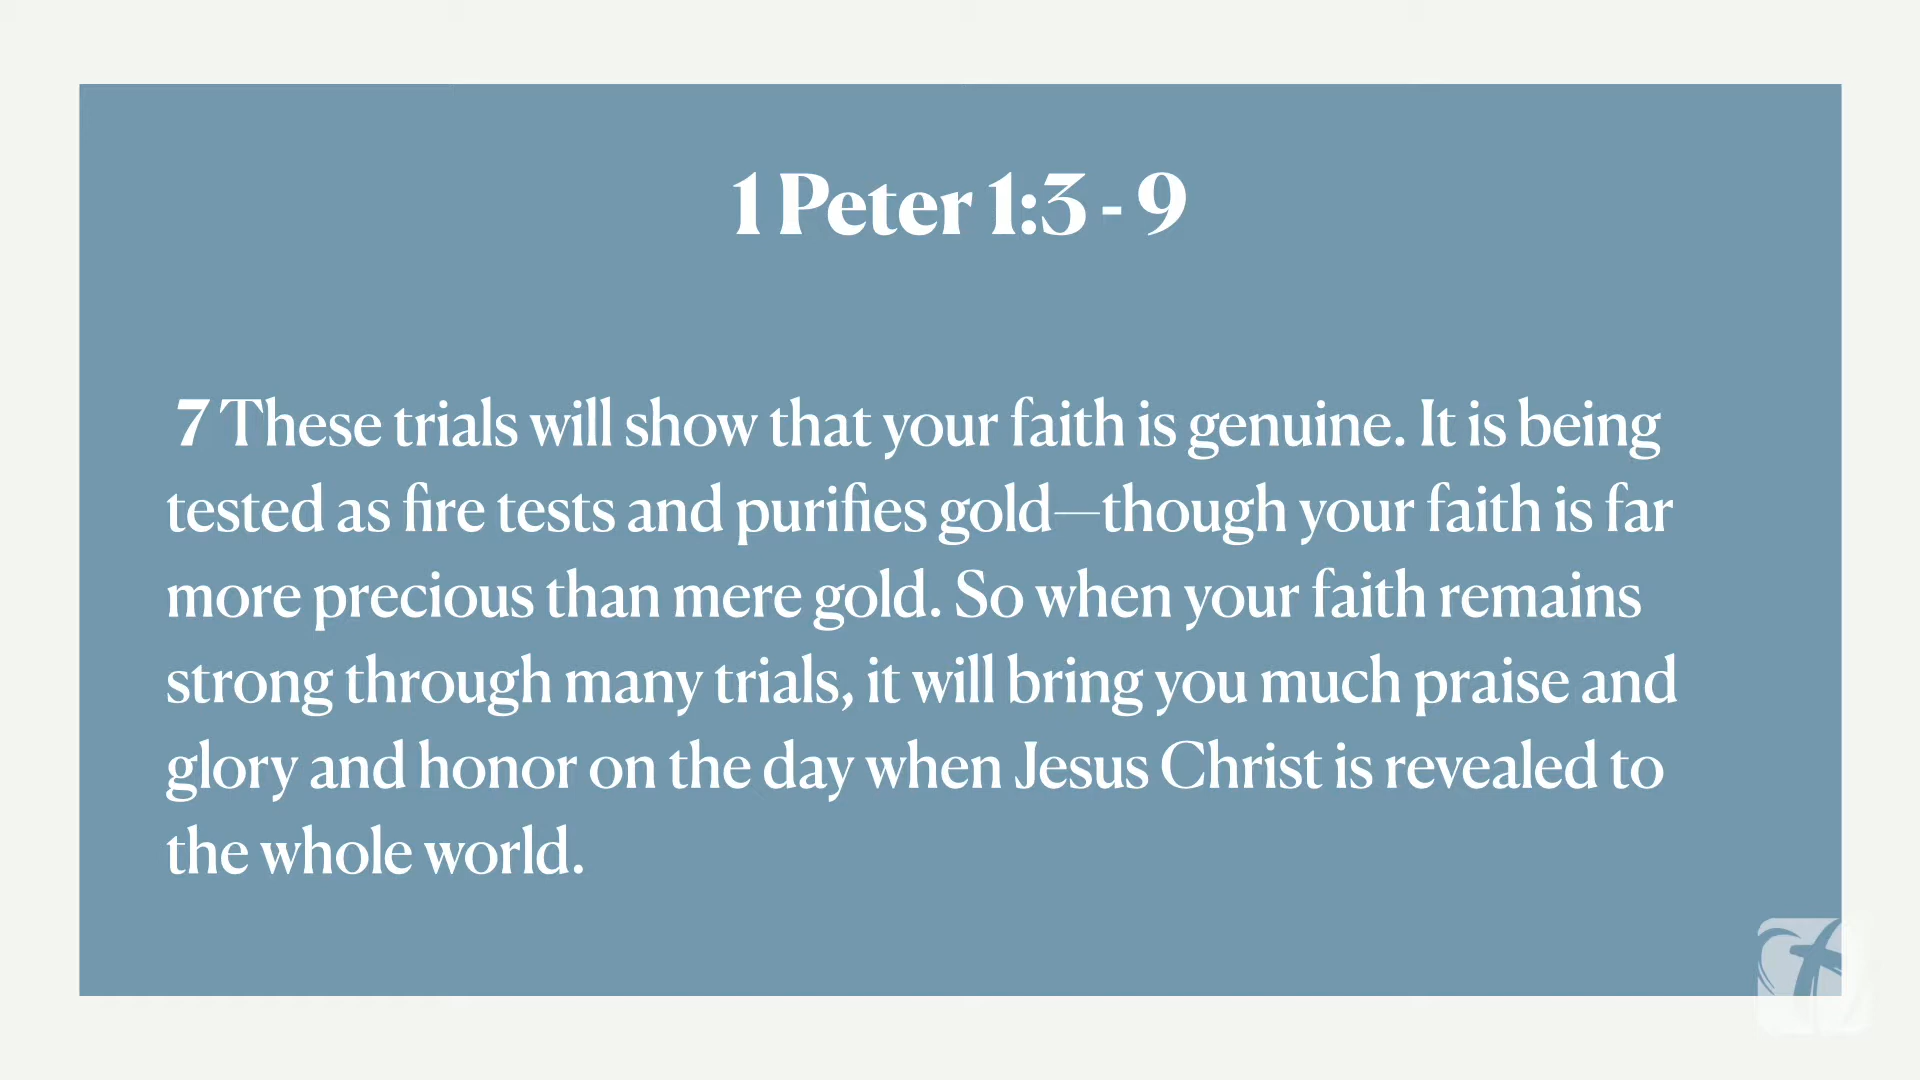 1 Peter 1:3 - 9
7 These trials will show that your faith is genuine. It is being
tested as fire tests and purifies gold—though your faith is far
more precious than mere gold. So when your faith remains
strong through many trials, it will bring you much praise and
glory and honor on the day when Jesus Christ is revealed to
the whole world.